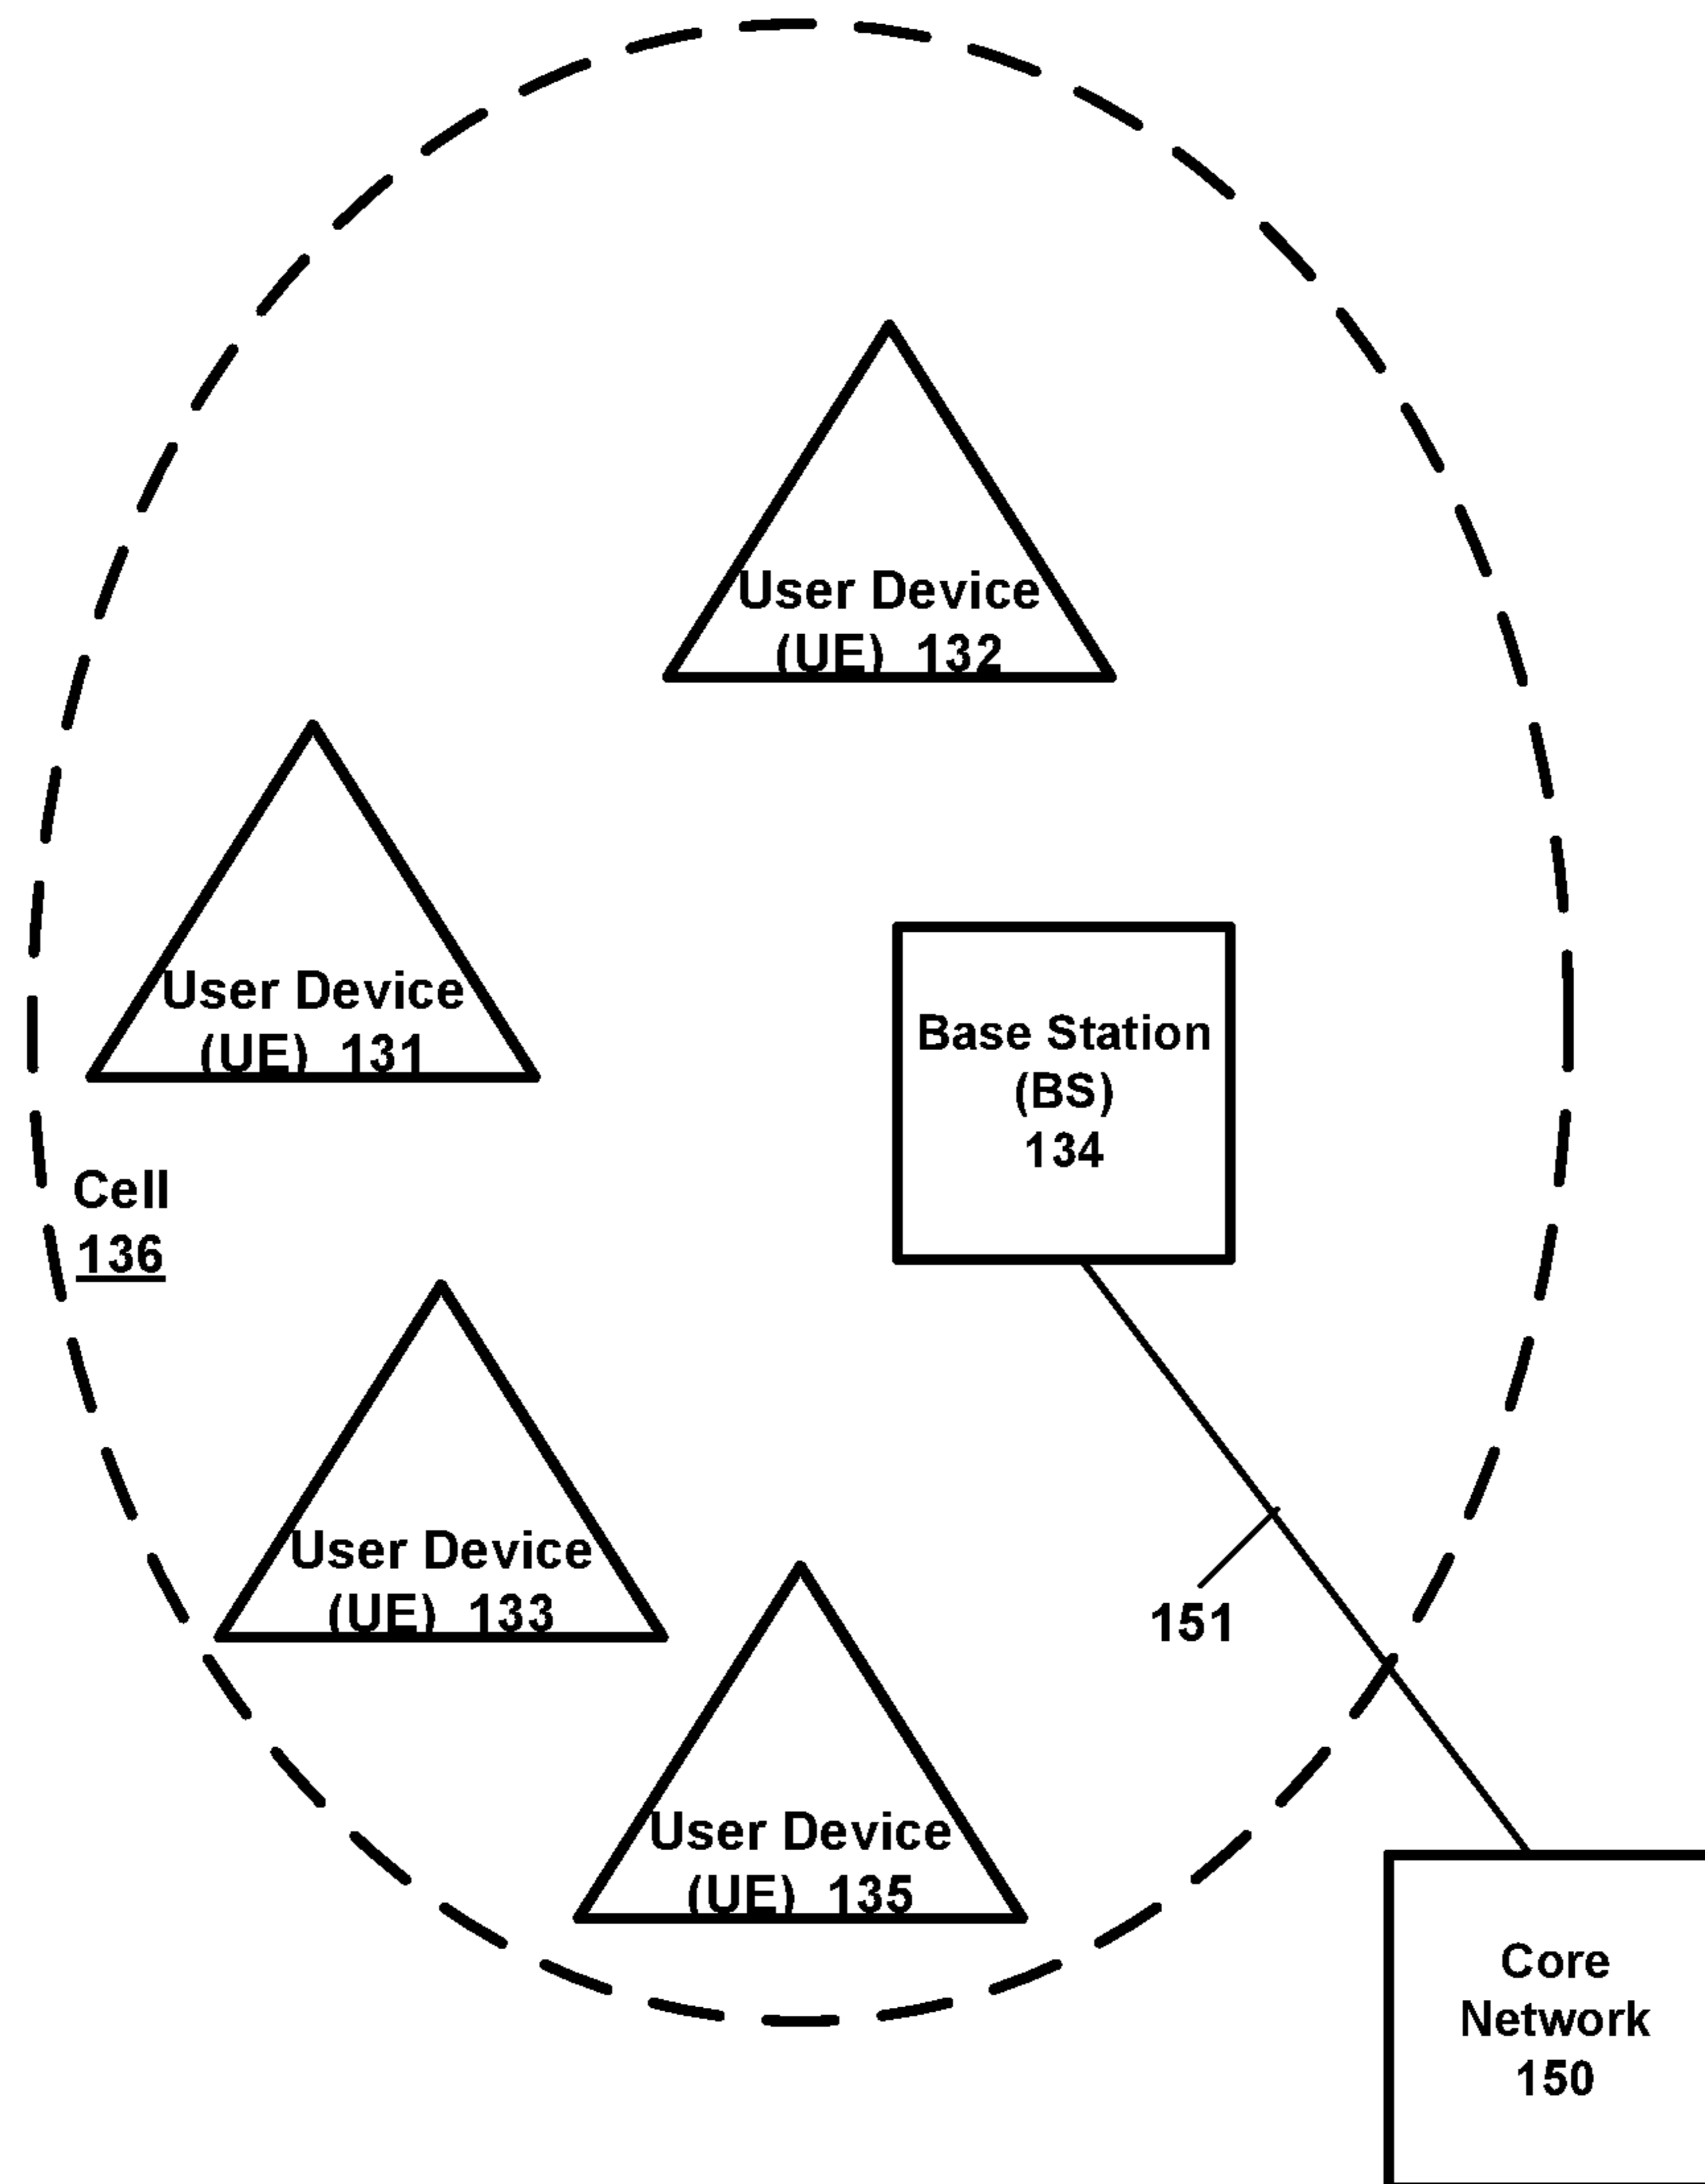 User Device
(UE) 132
User Device
(UE) 131
Base Station
(BS)
134
Cell
136
User Device
(UE) 133
151
User Device
(UE) 135
Core
Network
150